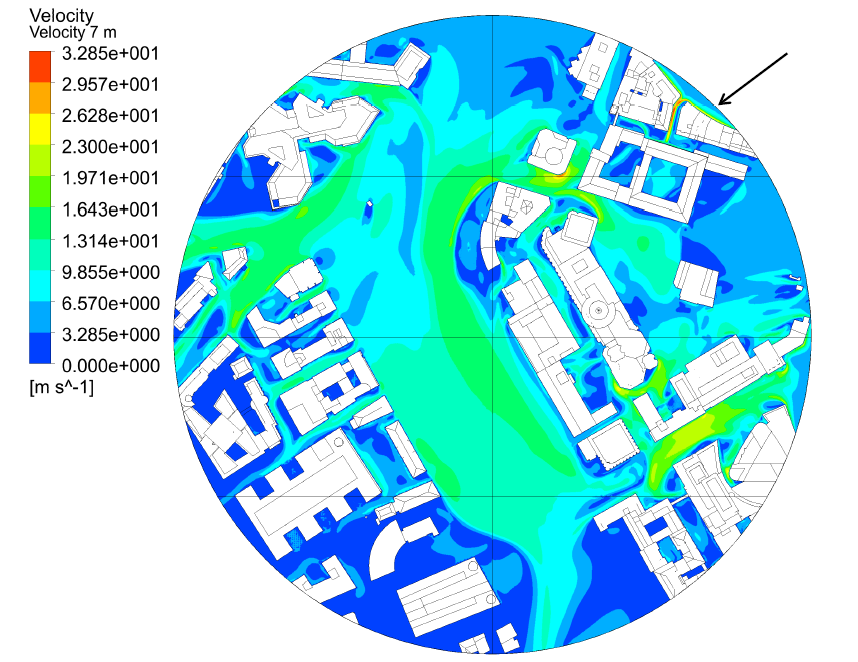 Velocity
Velocity 7 m
3.285e+001
2.957e+001
2.628e+001
2.300e+001
1.971e+001
1.643e+001
1.314e+001
9.855e+000
6.570e+000
3.285e+000
0.000e+000
[m s^-1]